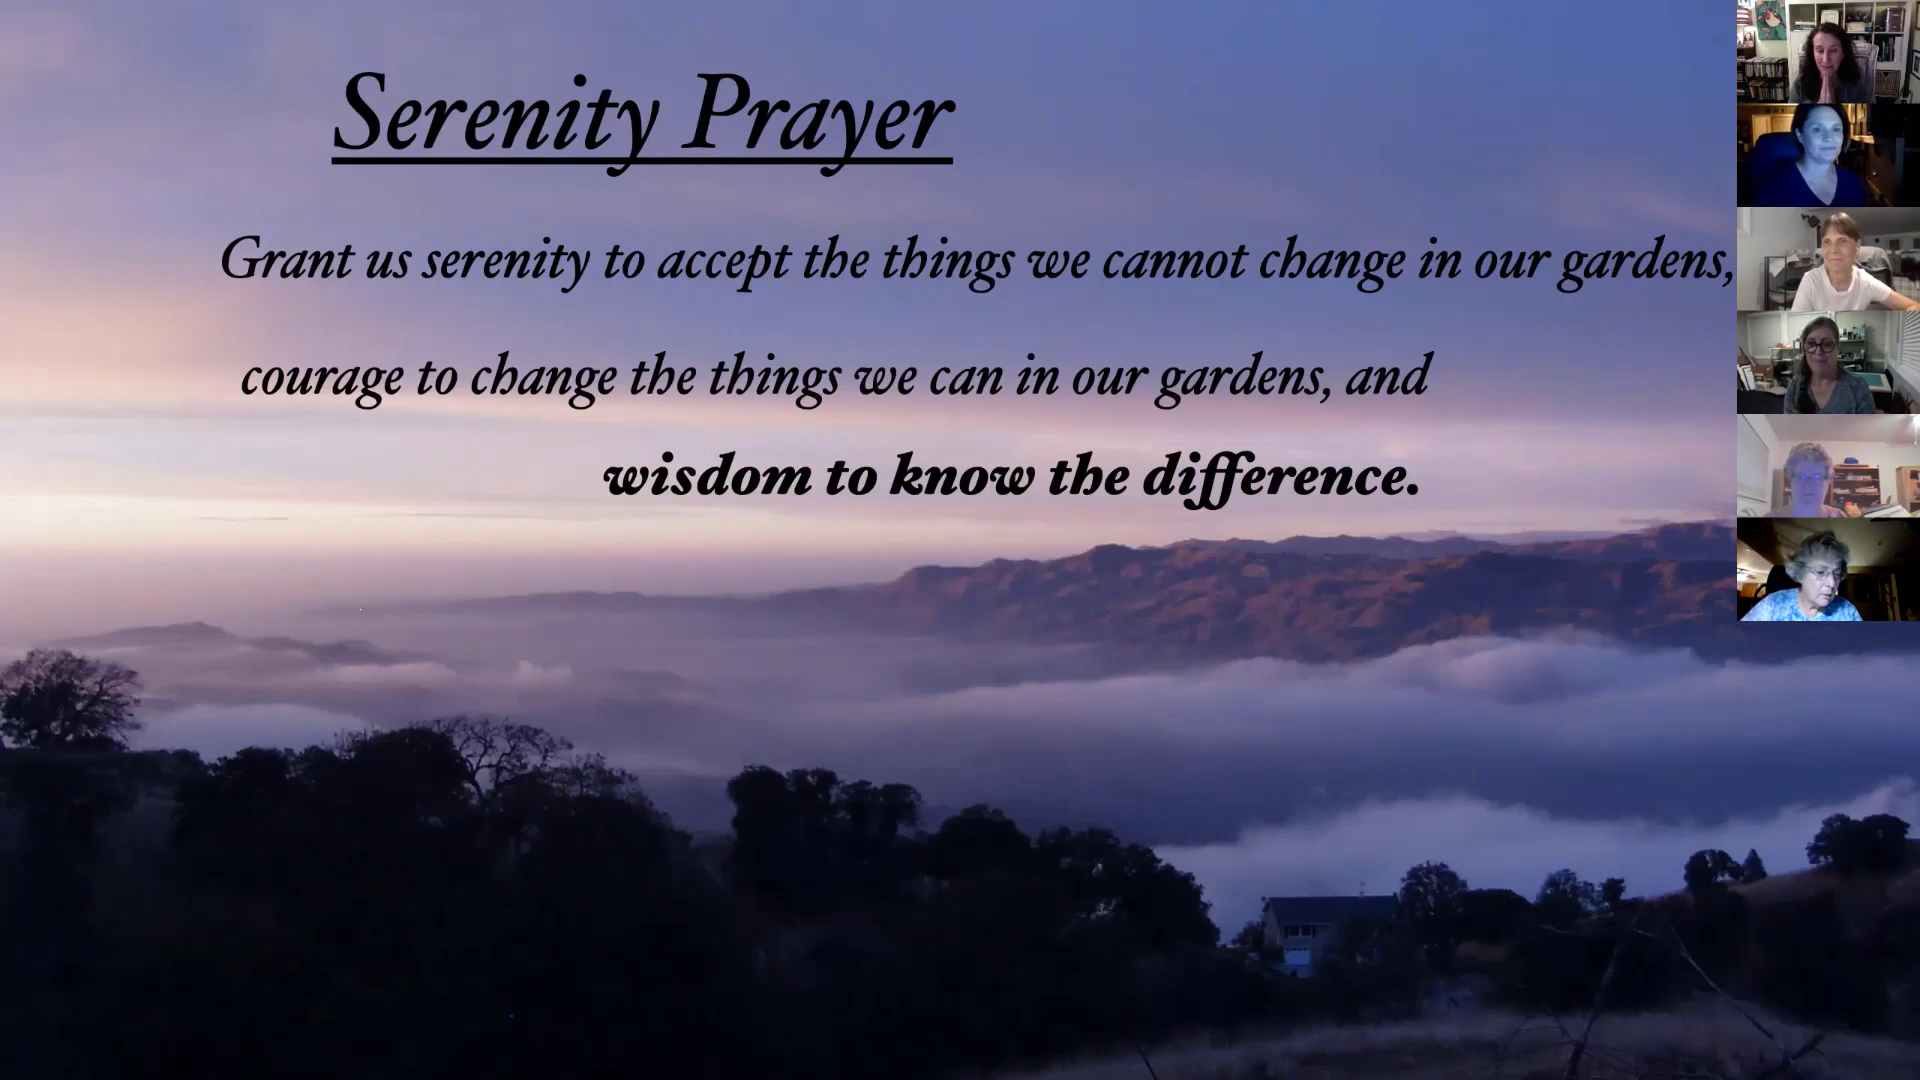 Serenity Prayer
Grant us serenity to accept the things we cannot change in our gardens,
courage to change the things we can in our gardens, and
wisdom to know the difference.